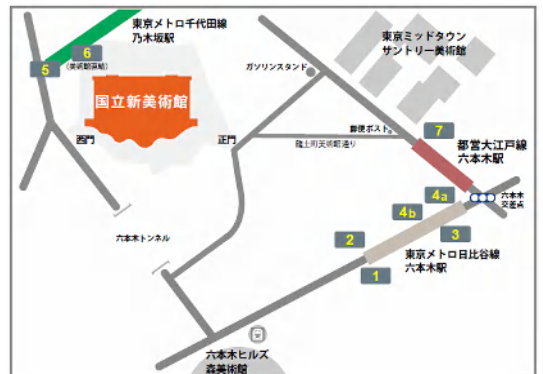 東京メトロ千代田線
乃木坂駅
6
(美術館直結)
5
国立新美術館
西門
正門
ガソリンスタンド
東京ミッドタウン
サントリー美術館
郵便ポスト
龍土町美術館通り
7
都営大江戸線
六本木駅
4a
六本木
交差点
4b
3
2
1
東京メトロ日比谷線
六本木駅
六本木トンネル
六本木ヒルズ
森美術館